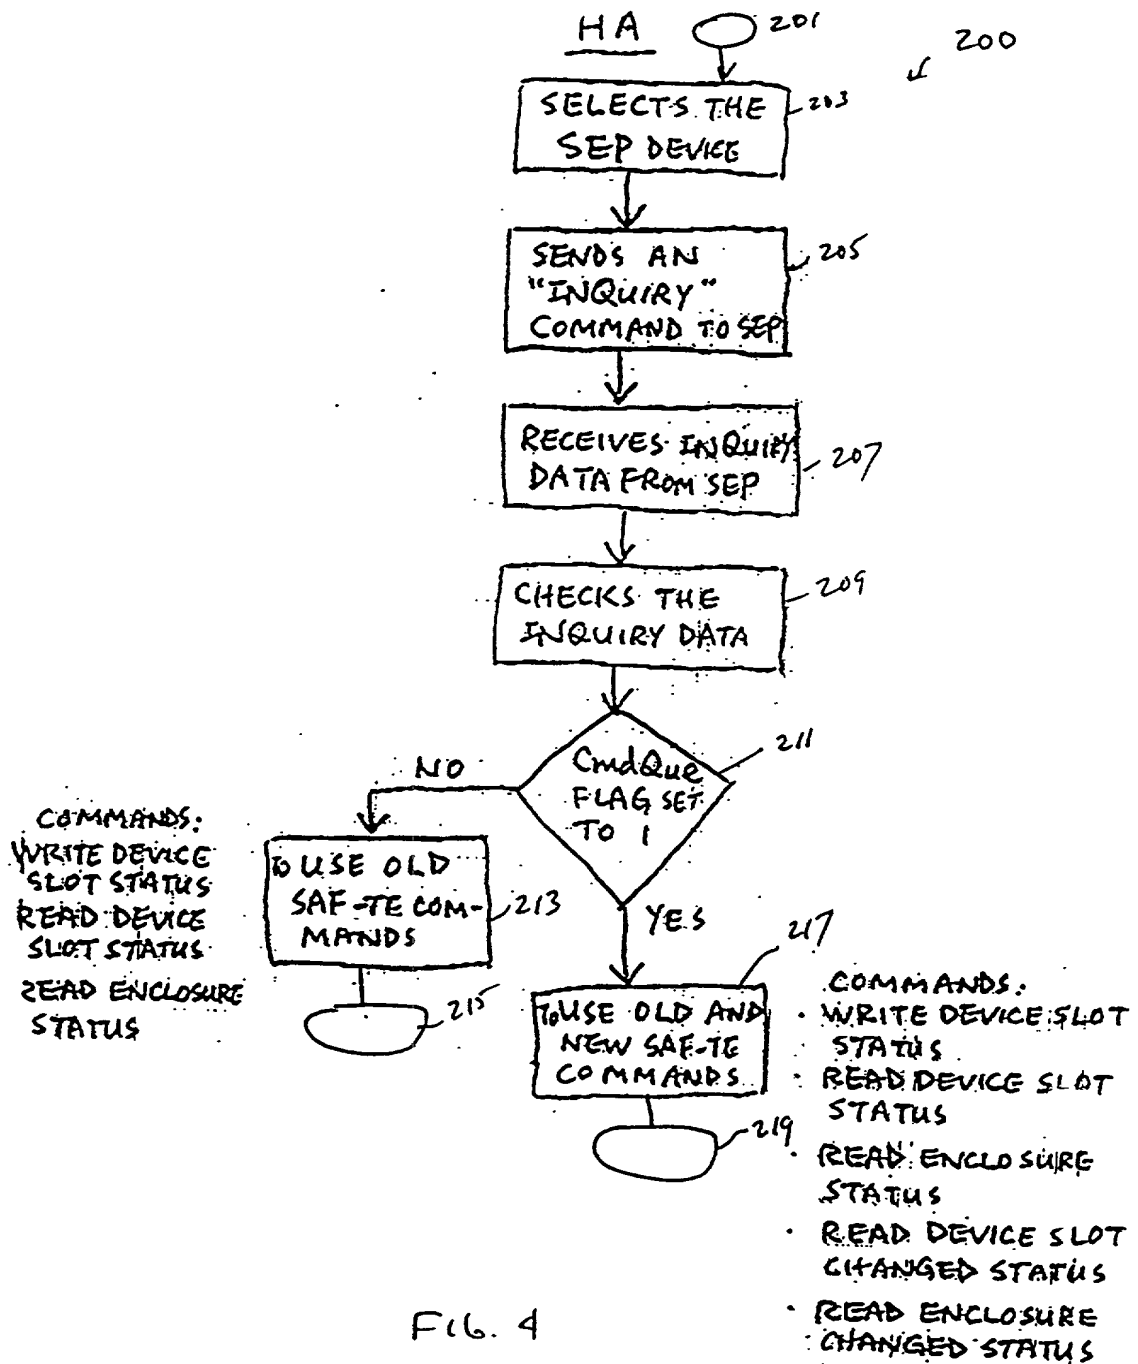 HA
201
200
SELECTS THE
SEP DEVICE
203
SENDS AN
"INQUIRY"
COMMAND TO SEP
205
RECEIVES INQUIRY
DATA FROM SEP
207
CHECKS THE
INQUIRY DATA
209
CmdQue
FLAG SET
TO 1
211
NO
COMMANDS:
WRITE DEVICE
SLOT STATUS
READ DEVICE
SLOT STATUS
READ ENCLOSURE
STATUS
TO USE OLD
SAF-TE COM-
MANDS
213
215
YES
217
TO USE OLD AND
NEW SAF-TE
COMMANDS
219
COMMANDS:
· WRITE DEVICE SLOT
STATUS
· READ DEVICE SLOT
STATUS
· READ ENCLOSURE
STATUS
· READ DEVICE SLOT
CHANGED STATUS
· READ ENCLOSURE
CHANGED STATUS
FIG. 4